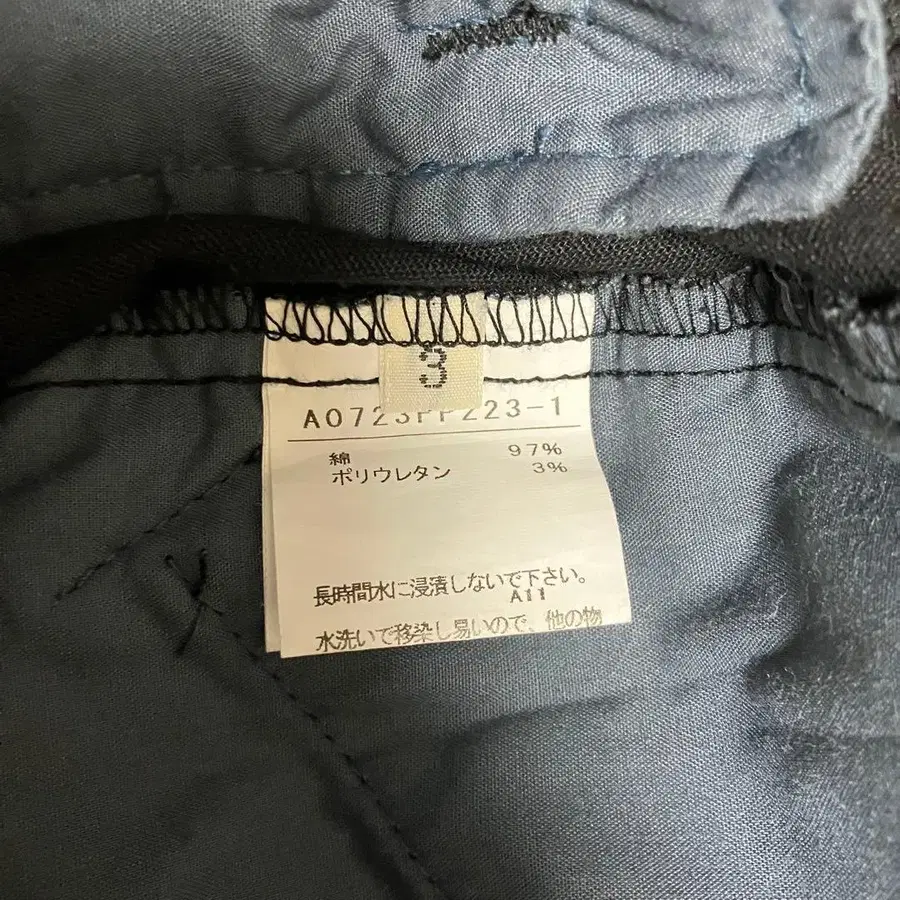 3
A0723PP223-1
綿 97%
ポリウレタン 3%
長時間水に浸漬しないで下さい。
A11
水洗いで移染し易いので、他の物